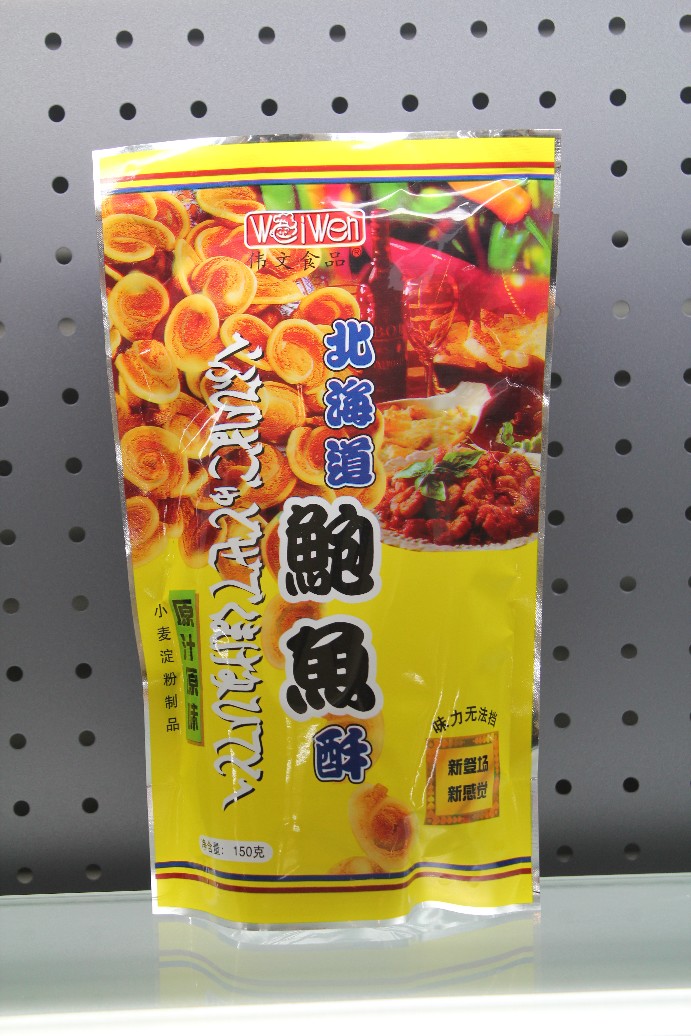 WeiWen
伟文食品
北海道
鮑魚
酥
原汁原味
小麦淀粉制品
味力无法挡
新登场
新感觉
净含量：150克